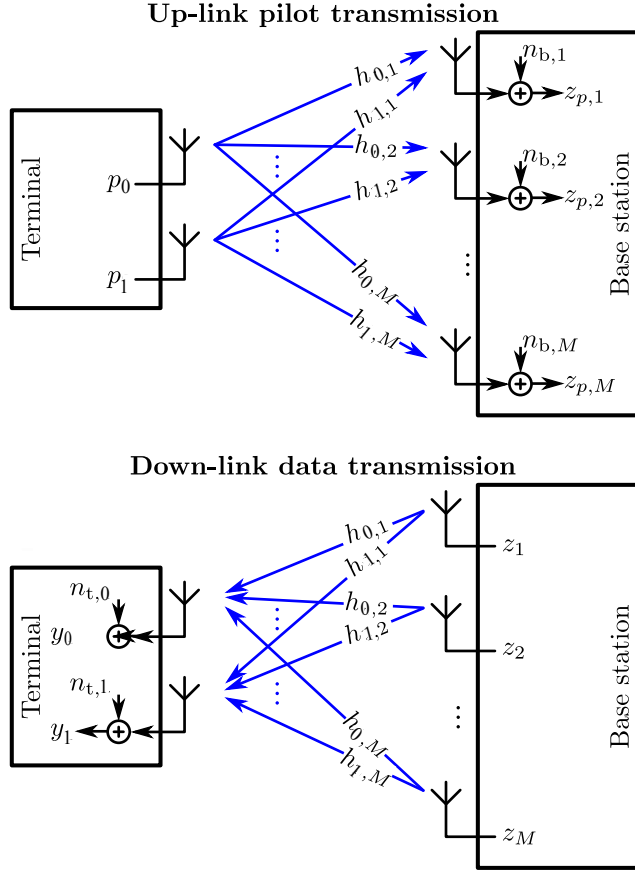 Up-link pilot transmission
Terminal
p_0
p_1
h_{0,1}
h_{1,1}
h_{0,2}
h_{1,2}
h_{0,M}
h_{1,M}
n_{b,1}
z_{p,1}
n_{b,2}
z_{p,2}
n_{b,M}
z_{p,M}
Base station
Down-link data transmission
Terminal
n_{t,0}
y_0
n_{t,1}
y_1
h_{0,1}
h_{1,1}
h_{0,2}
h_{1,2}
h_{0,M}
h_{1,M}
z_1
z_2
z_M
Base station